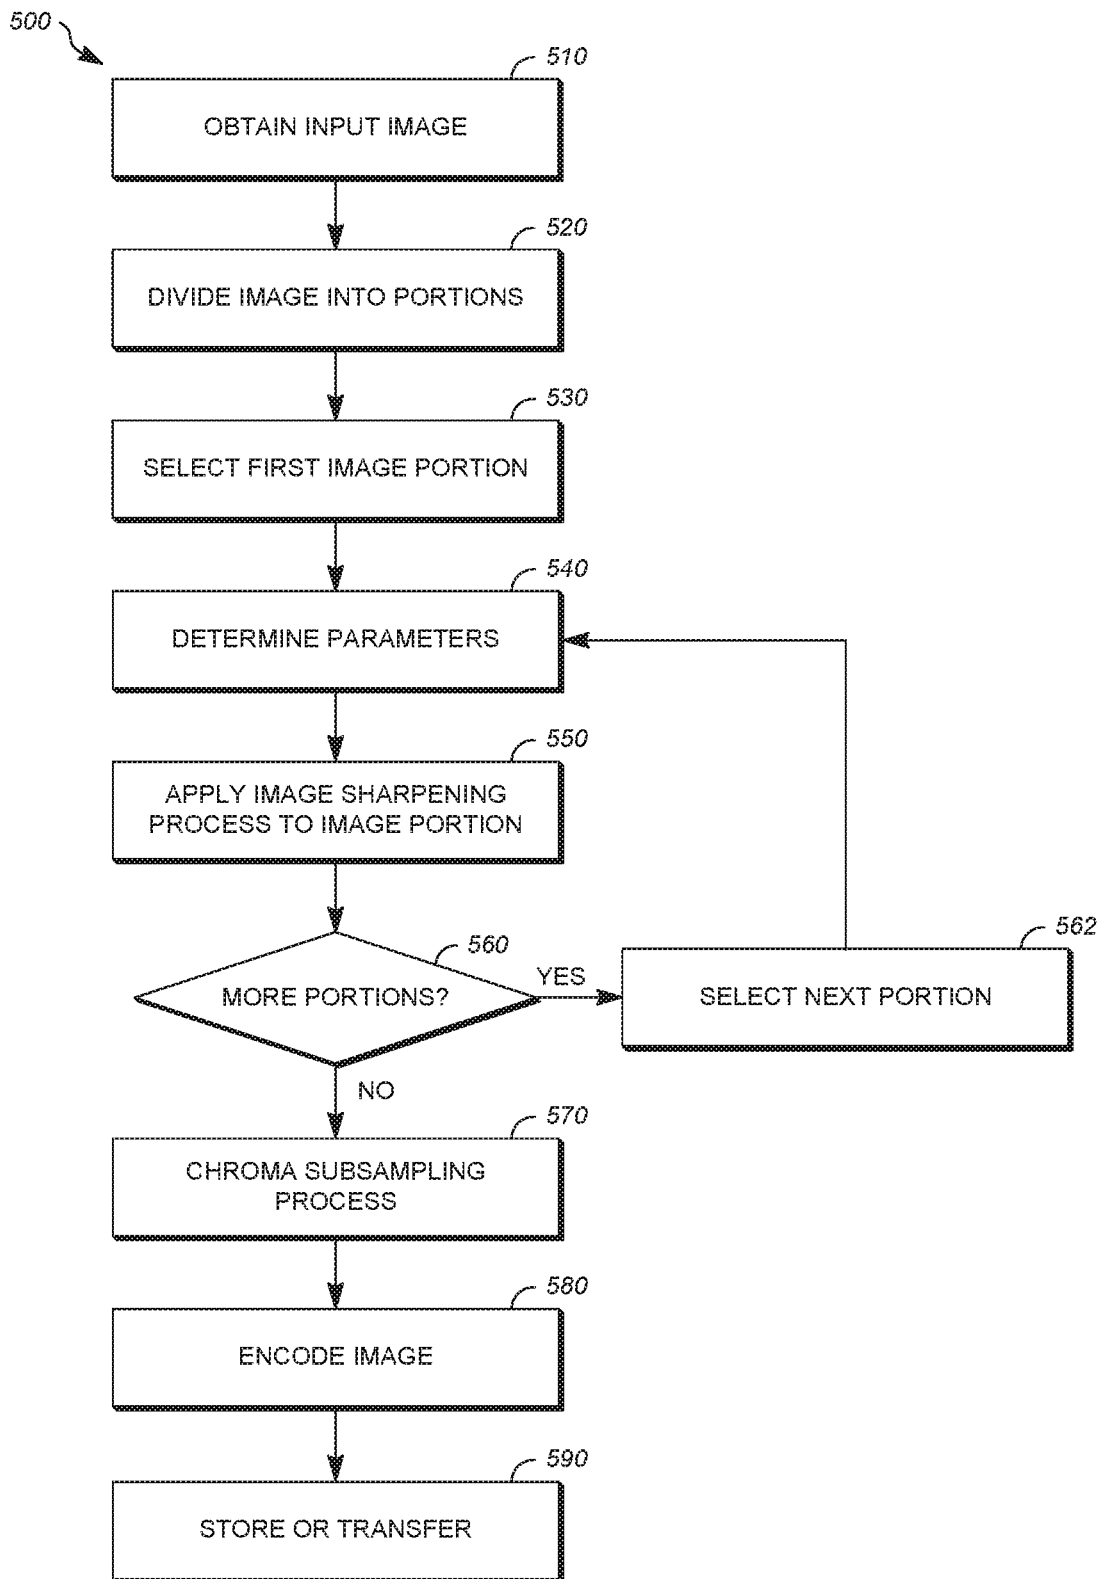 500
510
OBTAIN INPUT IMAGE
520
DIVIDE IMAGE INTO PORTIONS
530
SELECT FIRST IMAGE PORTION
540
DETERMINE PARAMETERS
550
APPLY IMAGE SHARPENING
PROCESS TO IMAGE PORTION
560
MORE PORTIONS?
YES
562
SELECT NEXT PORTION
NO
570
CHROMA SUBSAMPLING
PROCESS
580
ENCODE IMAGE
590
STORE OR TRANSFER